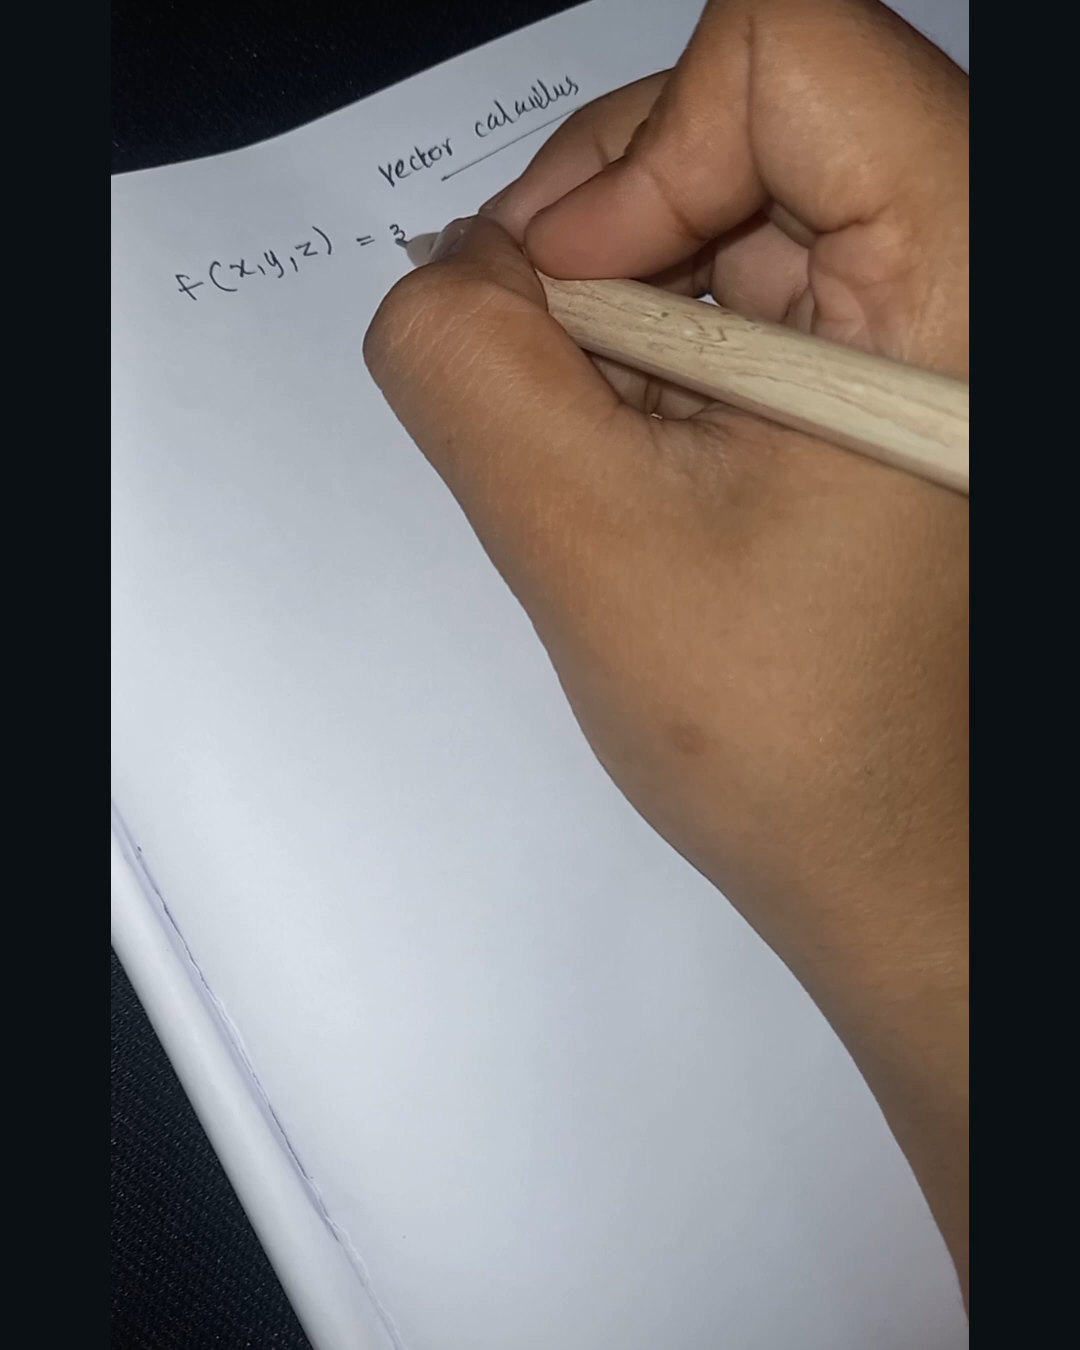 vector calculus
f(x,y,z) = 3